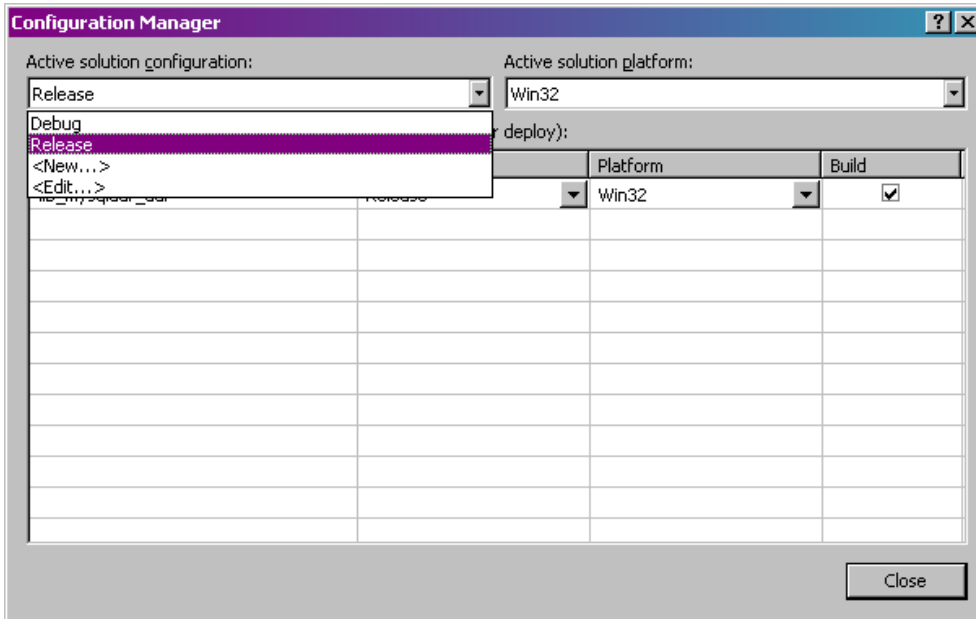 Configuration Manager
Active solution configuration: Active solution platform:
Release Win32
Debug r deploy):
Release
<New...> Platform Build
<Edit...>
Win32
Close